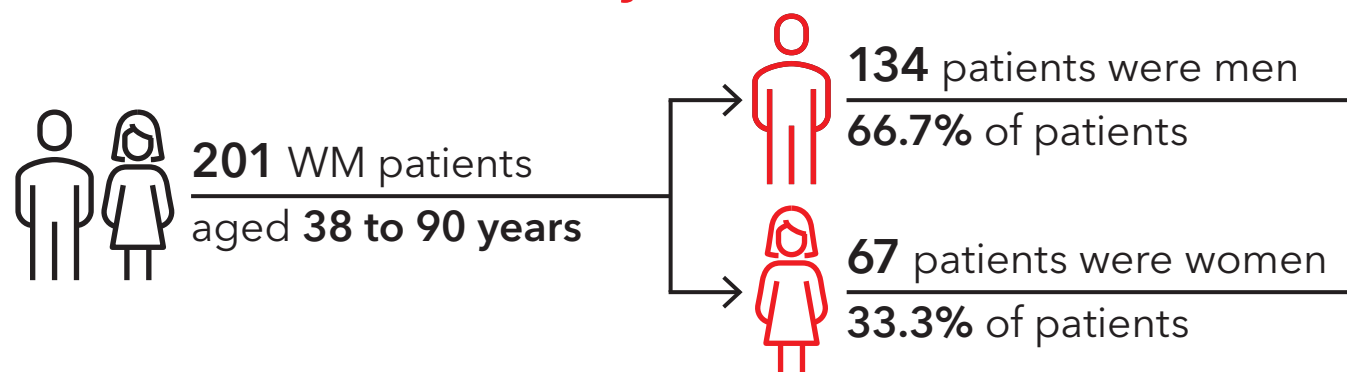 201 WM patients
aged 38 to 90 years
134 patients were men
66.7% of patients
67 patients were women
33.3% of patients